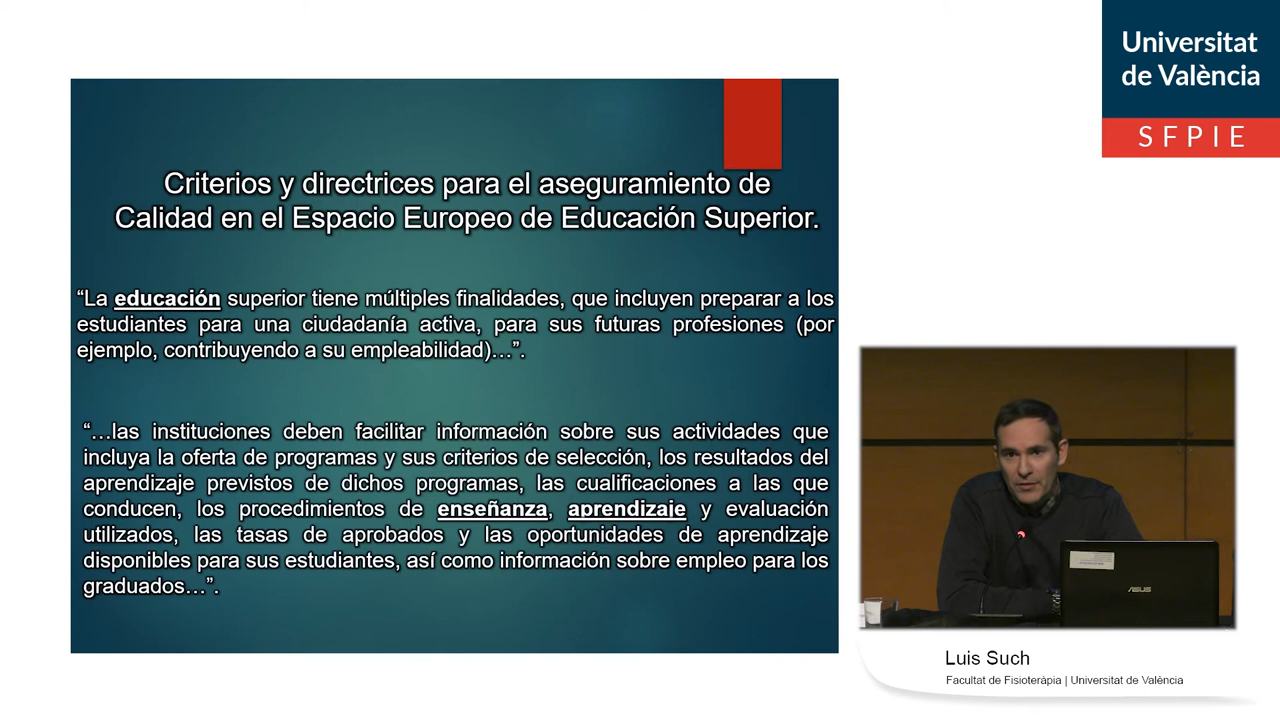 Universitat
de València
SFPIE
Criterios y directrices para el aseguramiento de
Calidad en el Espacio Europeo de Educación Superior.
“La educación superior tiene múltiples finalidades, que incluyen preparar a los
estudiantes para una ciudadanía activa, para sus futuras profesiones (por
ejemplo, contribuyendo a su empleabilidad)…”.
“…las instituciones deben facilitar información sobre sus actividades que
incluya la oferta de programas y sus criterios de selección, los resultados del
aprendizaje previstos de dichos programas, las cualificaciones a las que
conducen, los procedimientos de enseñanza, aprendizaje y evaluación
utilizados, las tasas de aprobados y las oportunidades de aprendizaje
disponibles para sus estudiantes, así como información sobre empleo para los
graduados…”.
ASUS
Luis Such
Facultat de Fisioteràpia | Universitat de València